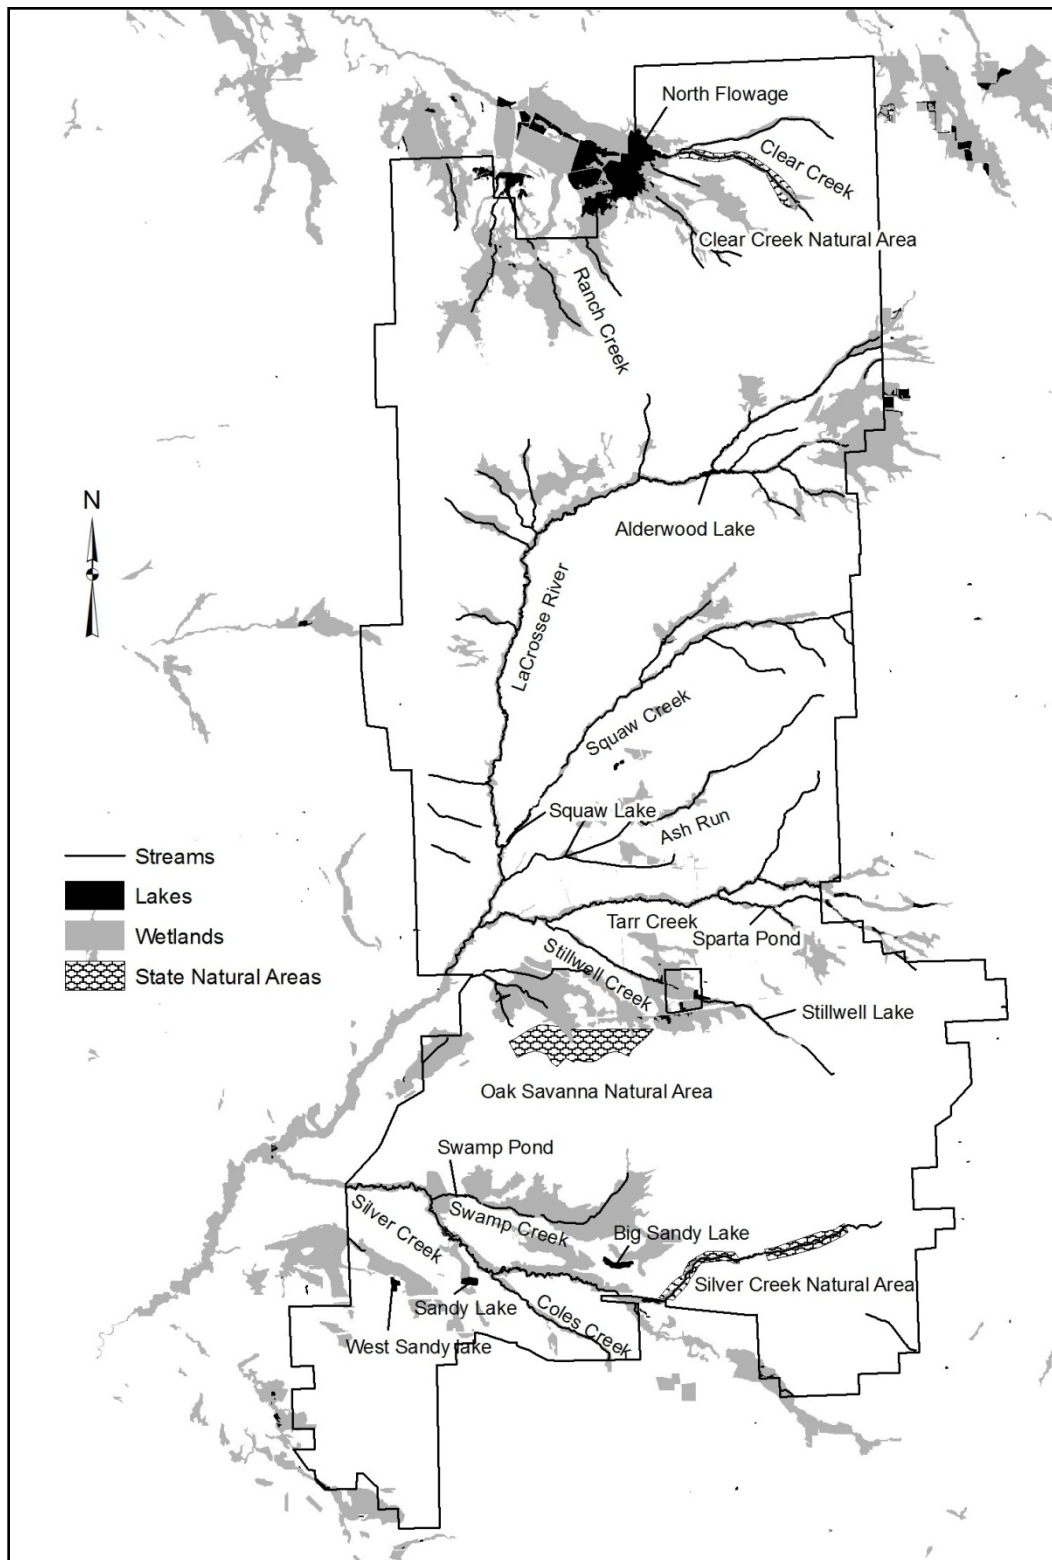 North Flowage
Clear Creek
Clear Creek Natural Area
Ranch Creek
N
Alderwood Lake
LaCrosse River
Squaw Creek
Squaw Lake
Ash Run
Streams
Lakes
Wetlands
State Natural Areas
Tarr Creek
Sparta Pond
Stillwell Creek
Stillwell Lake
Oak Savanna Natural Area
Swamp Pond
Silver Creek
Swamp Creek
Big Sandy Lake
Silver Creek Natural Area
Sandy Lake
Coles Creek
West Sandy lake